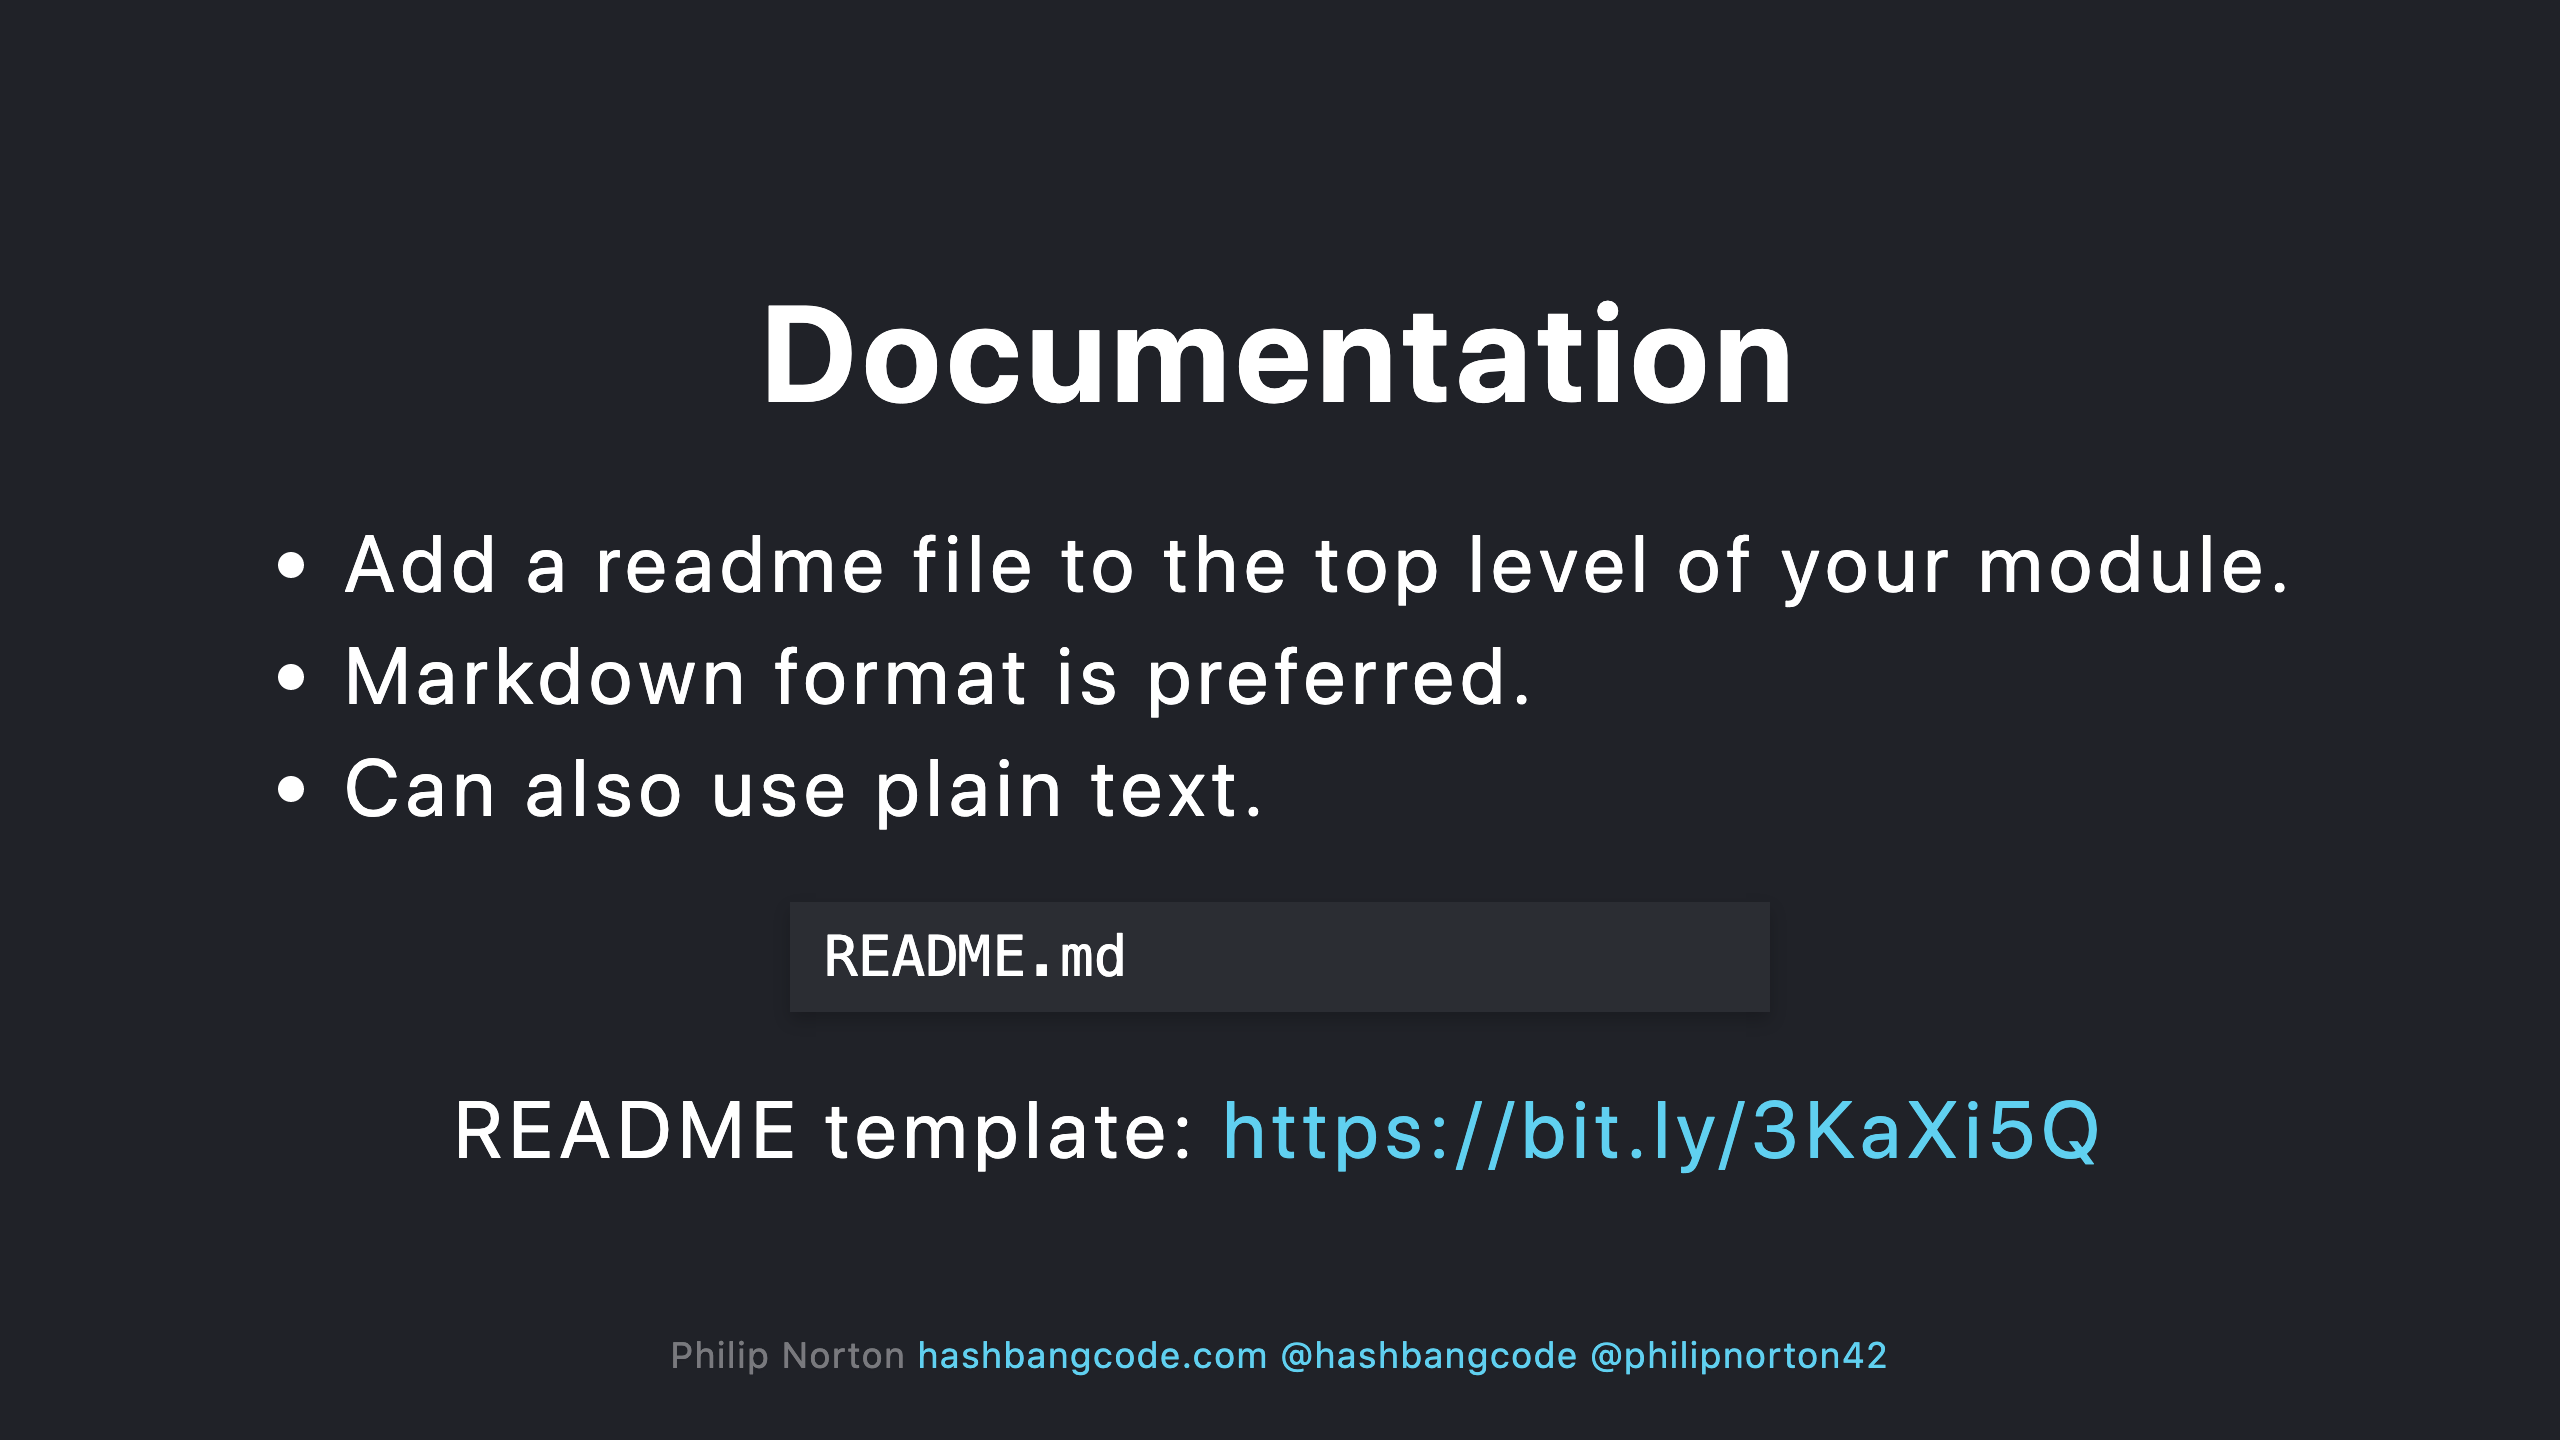 Documentation
• Add a readme file to the top level of your module.
• Markdown format is preferred.
• Can also use plain text.
README.md
README template: https://bit.ly/3KaXi5Q
Philip Norton hashbangcode.com @hashbangcode @philipnorton42